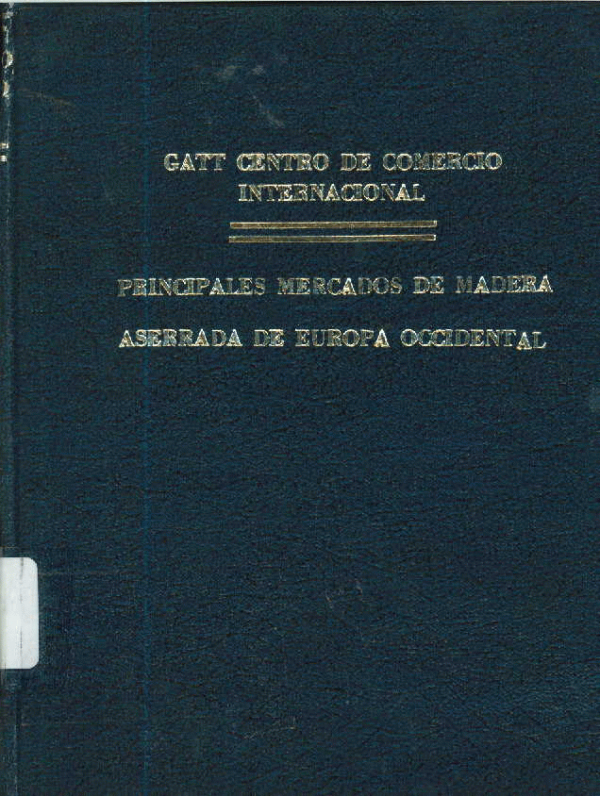 GATT CENTRO DE COMERCIO
INTERNACIONAL
PRINCIPALES MERCADOS DE MADERA
ASERRADA DE EUROPA OCCIDENTAL